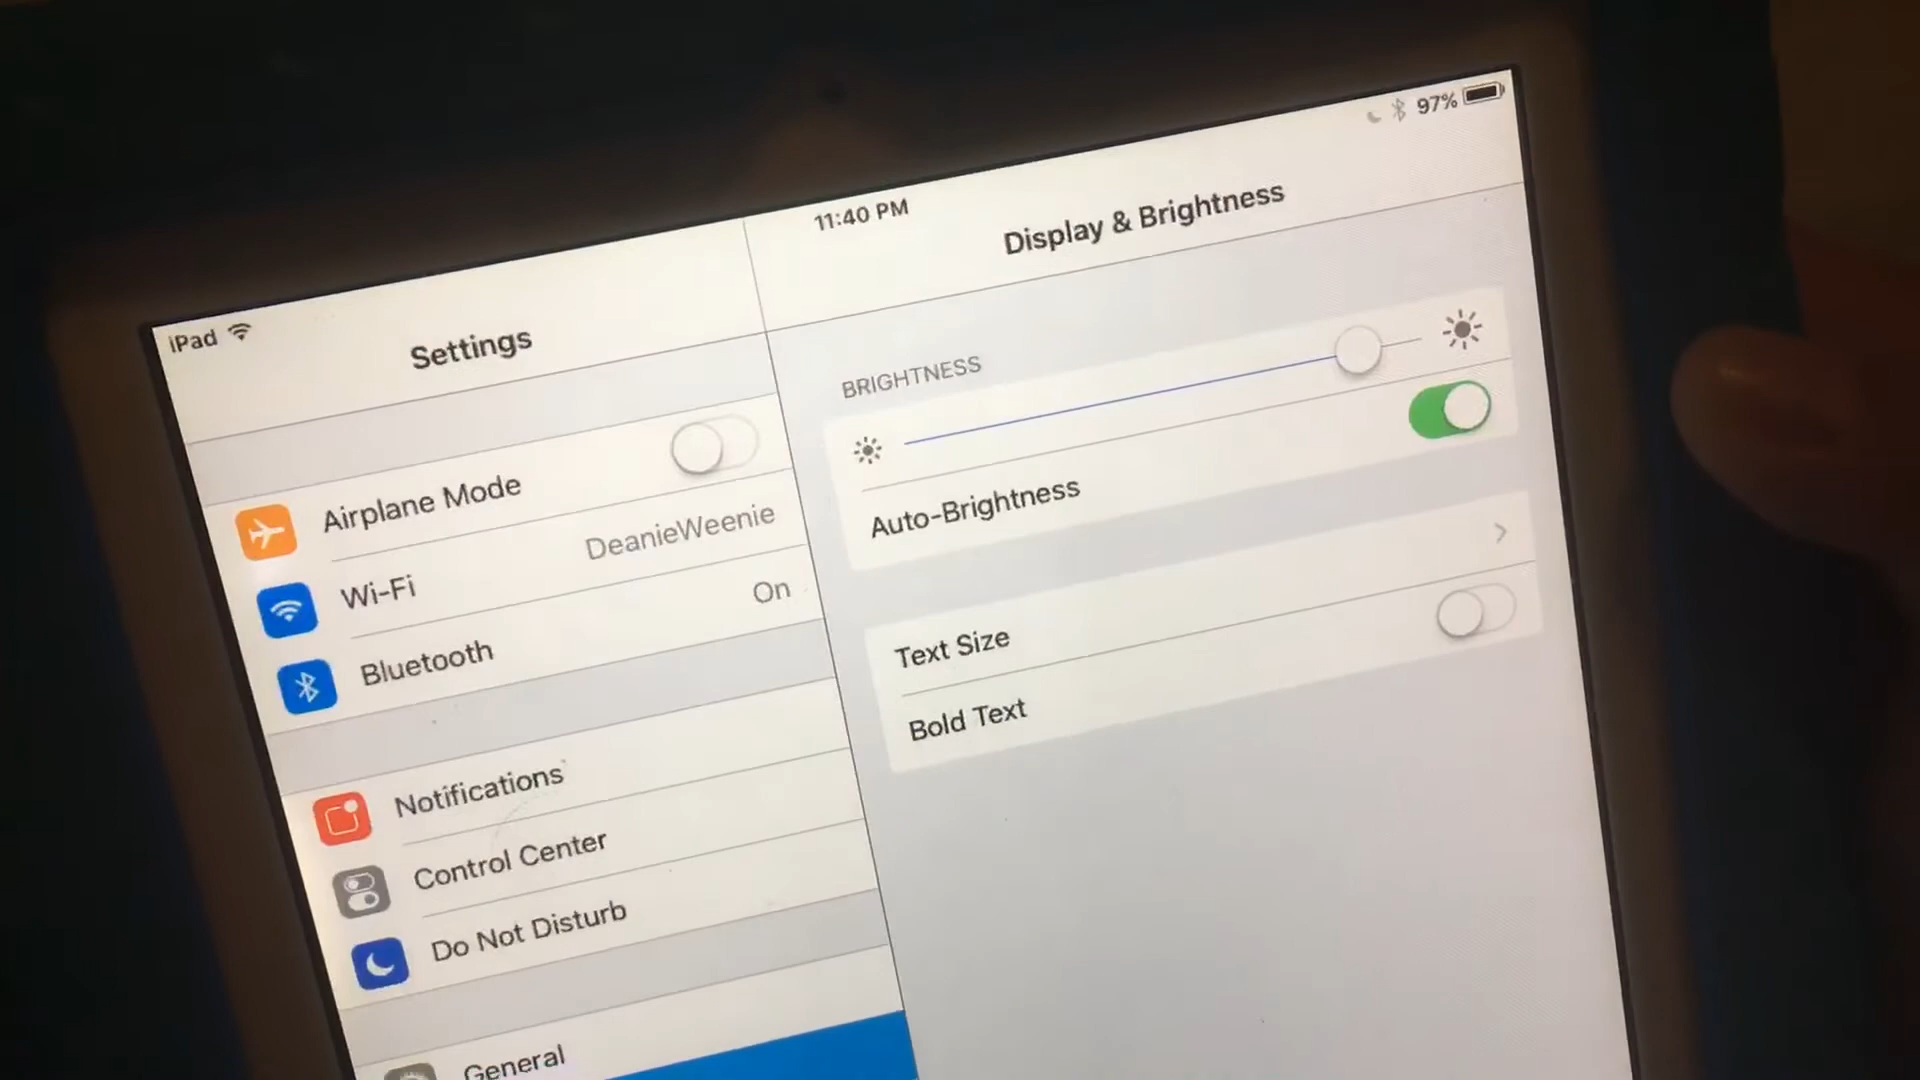 iPad
11:40 PM
97%
Settings
Airplane Mode
Wi-Fi
DeanieWeenie
Bluetooth
On
Notifications
Control Center
Do Not Disturb
General
Display & Brightness
BRIGHTNESS
Auto-Brightness
Text Size
Bold Text